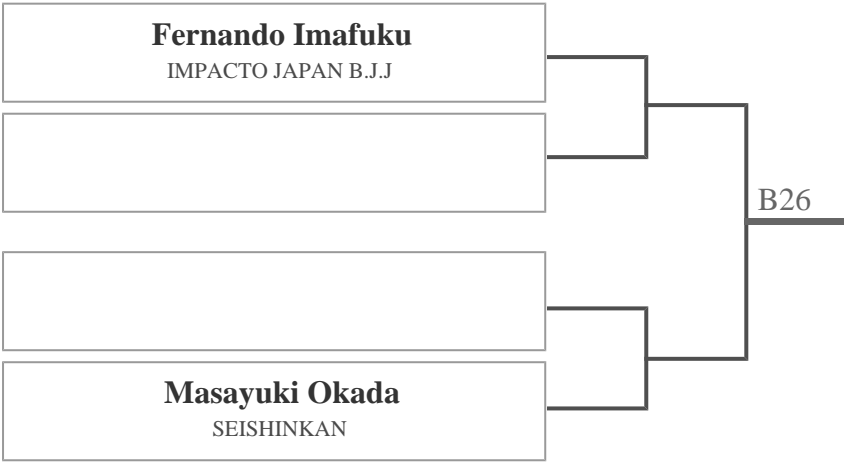 Fernando Imafuku
IMPACTO JAPAN B.J.J
B26
Masayuki Okada
SEISHINKAN